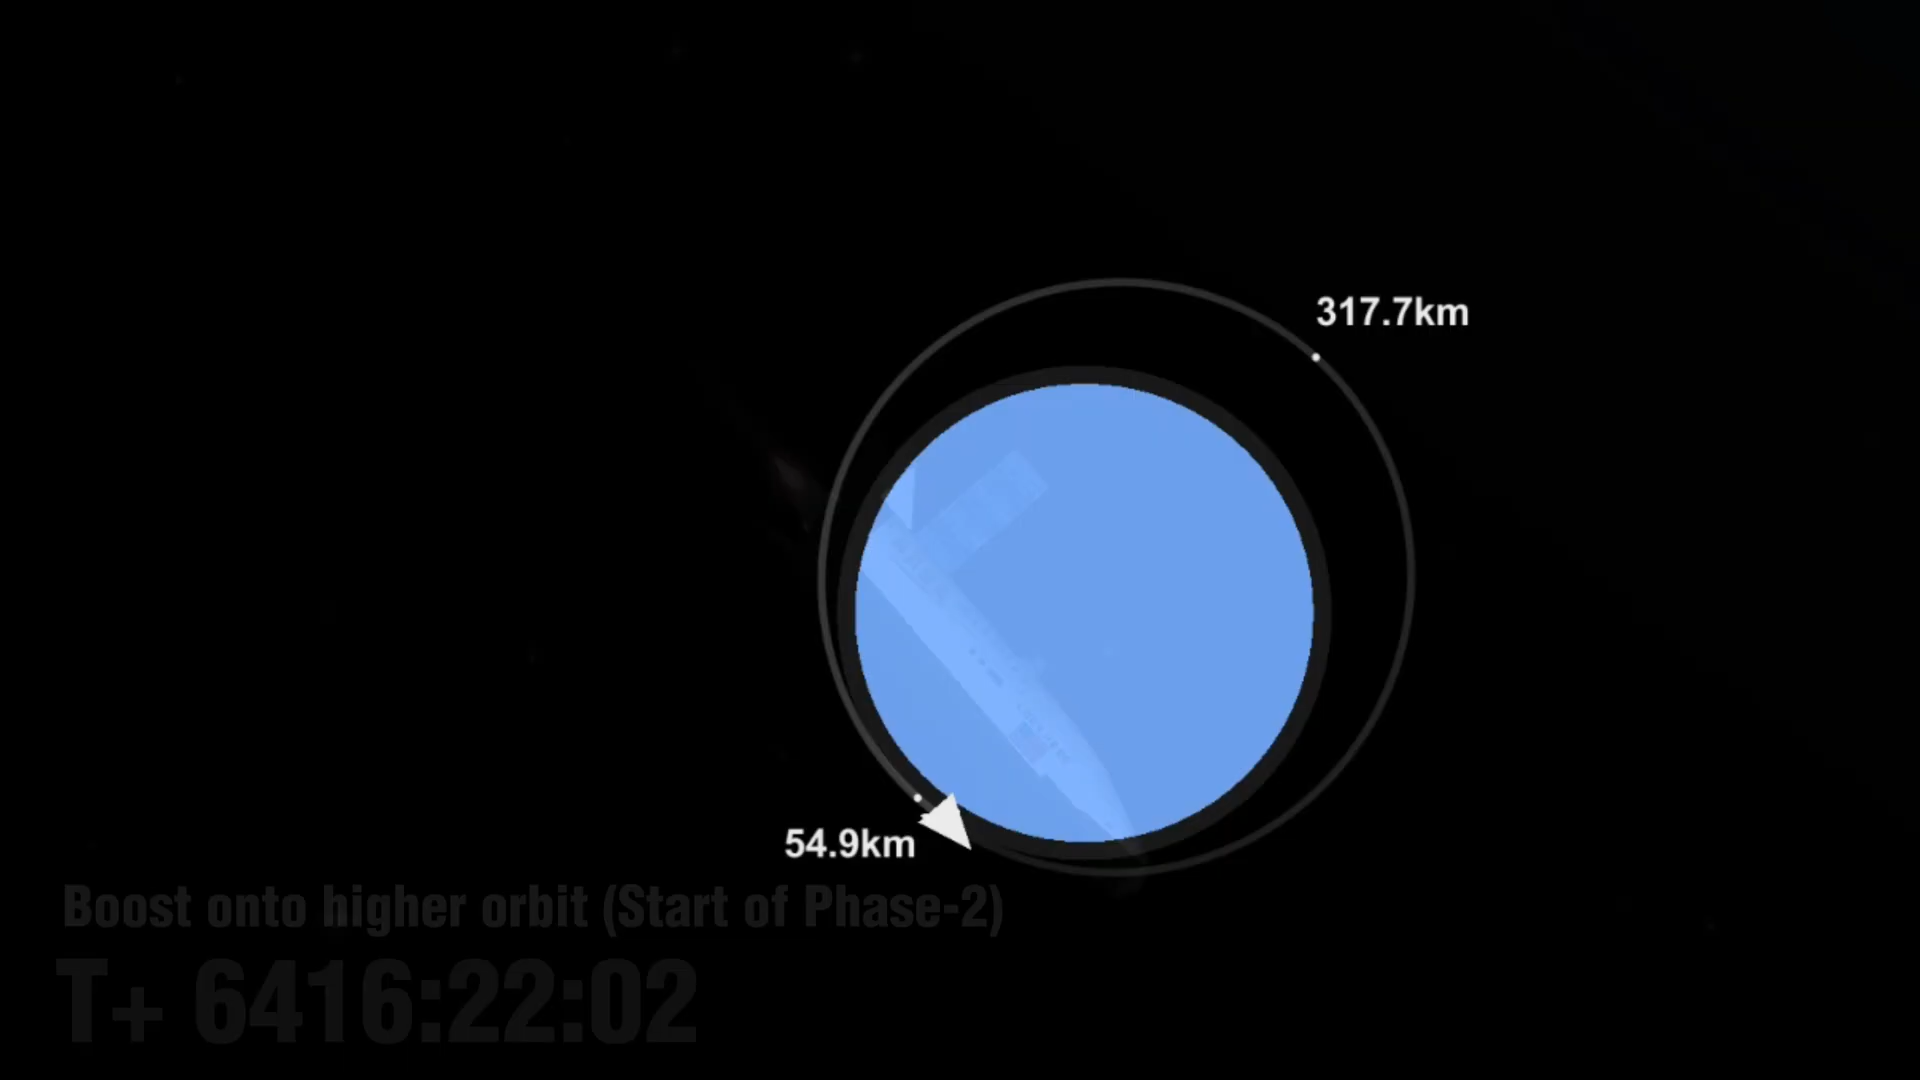 317.7km
54.9km
Boost onto higher orbit (Start of Phase-2)
T+ 6416:22:02